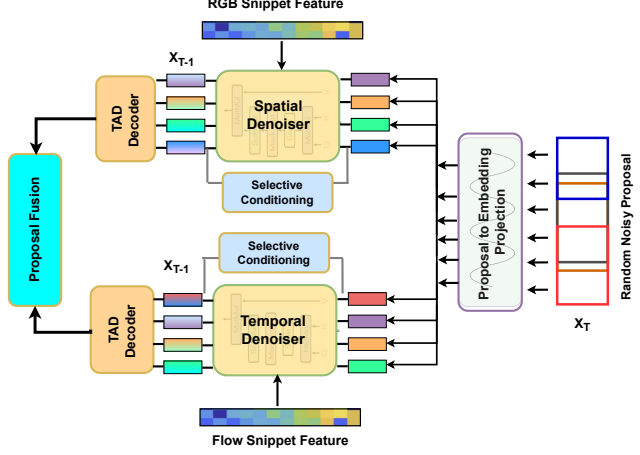 RGB Snippet Feature
X_{T-1}
TAD
Decoder
Spatial
Denoiser
Selective
Conditioning
Proposal Fusion
Proposal to Embedding
Projection
Random Noisy Proposal
X_T
Selective
Conditioning
X_{T-1}
TAD
Decoder
Temporal
Denoiser
Flow Snippet Feature